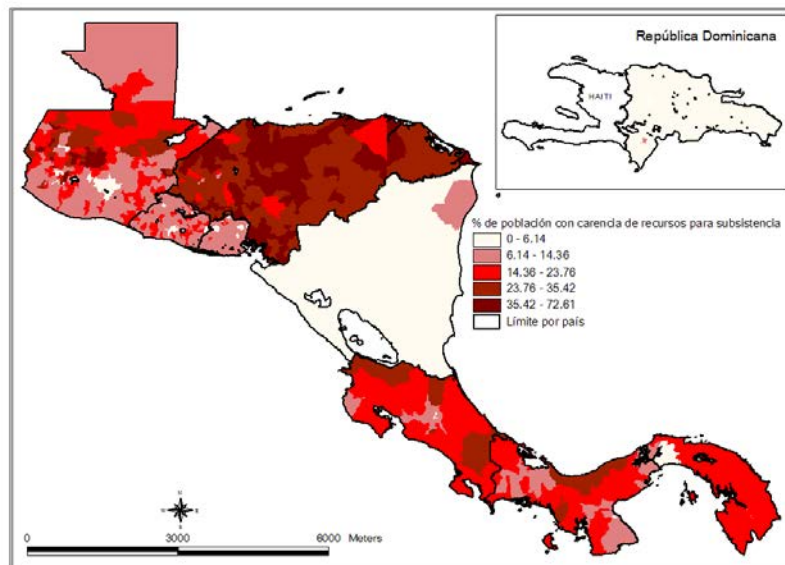 República Dominicana
HAITI
% de población con carencia de recursos para subsistencia
0 - 6.14
6.14 - 14.36
14.36 - 23.76
23.76 - 35.42
35.42 - 72.61
Límite por país
0 3000 6000 Meters